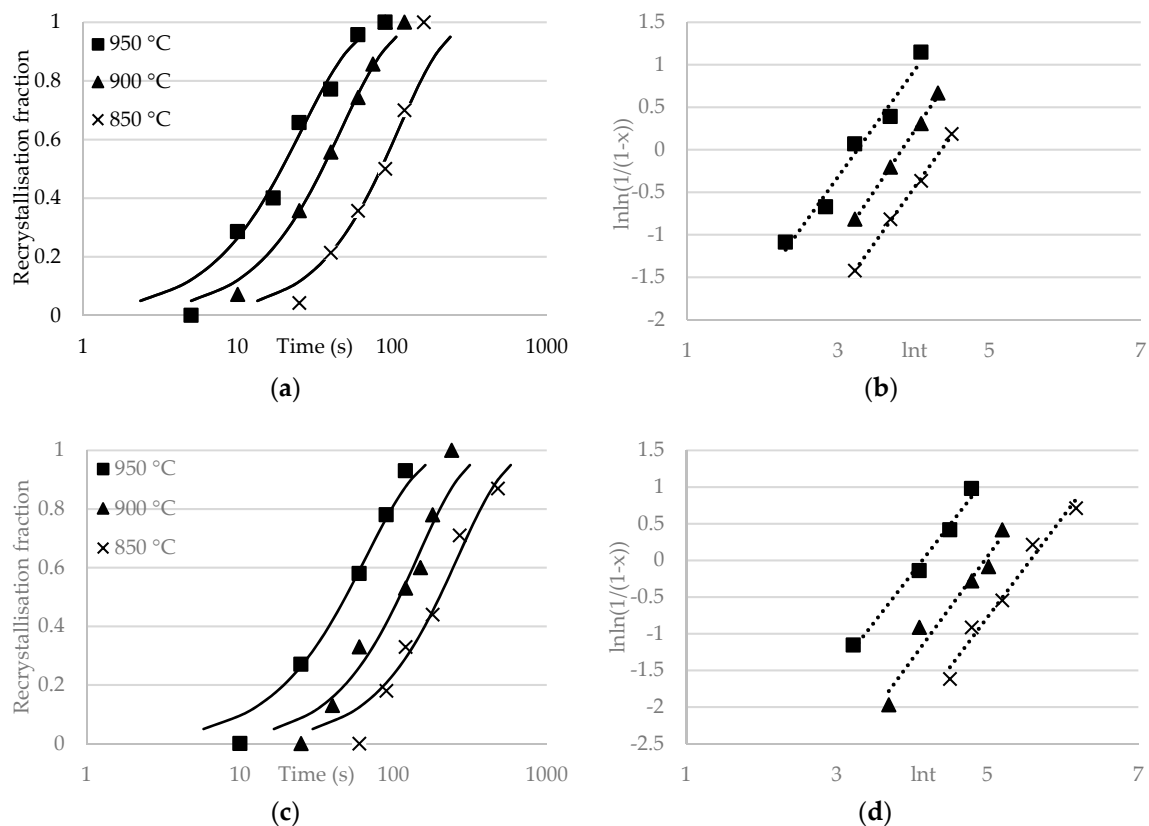 (a)
1
0.8
0.6
0.4
0.2
0
Recrystallisation fraction
950 °C
900 °C
850 °C
1 10 100 1000
Time (s)
1.5
1
0.5
0
-0.5
-1
-1.5
-2
lnln(1/(1-x))
1 3 5 7
lnt
(a) (b)
1
0.8
0.6
0.4
0.2
0
Recrystallisation fraction
950 °C
900 °C
850 °C
1 10 100 1000
Time (s)
1.5
1
0.5
0
-0.5
-1
-1.5
-2
-2.5
lnln(1/(1-x))
1 3 5 7
lnt
(c) (d)